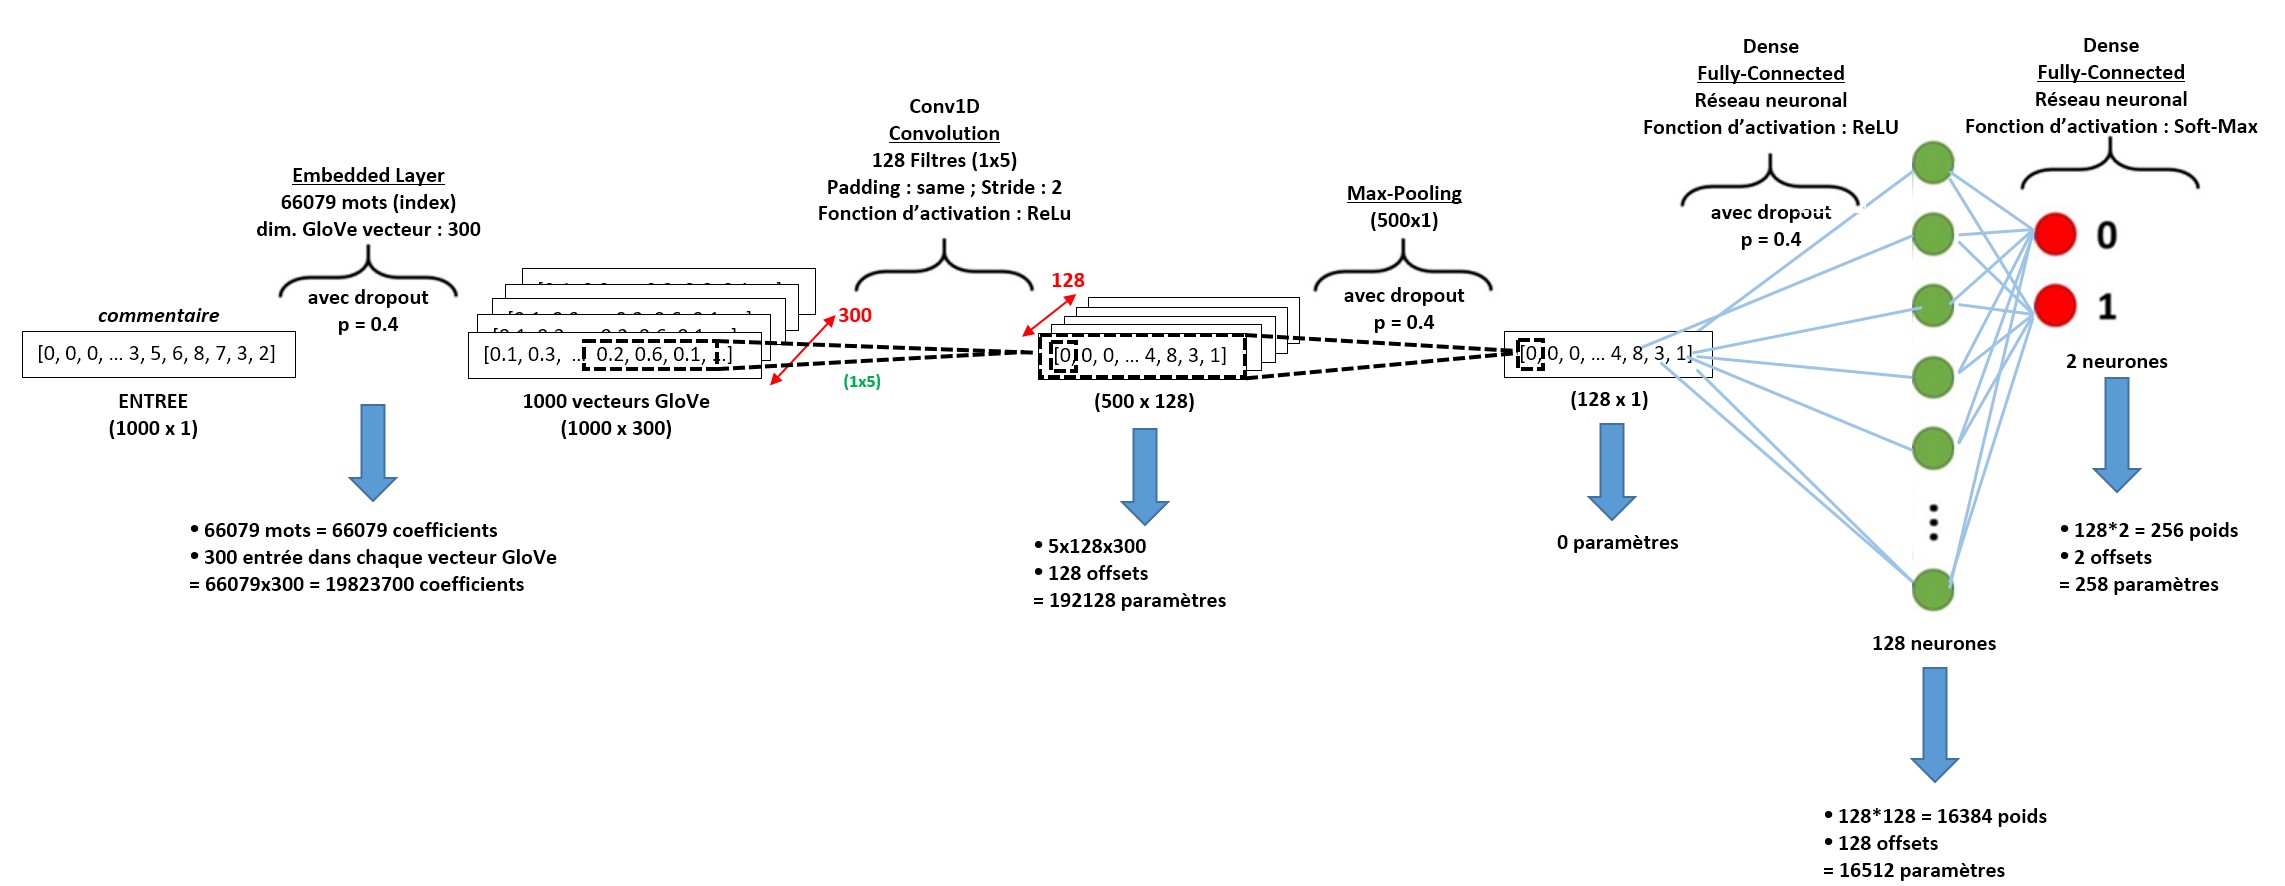 commentaire
[0, 0, 0, ... 3, 5, 6, 8, 7, 3, 2]
ENTREE
(1000 x 1)
Embedded Layer
66079 mots (index)
dim. GloVe vecteur : 300
avec dropout
p = 0.4
• 66079 mots = 66079 coefficients
• 300 entrée dans chaque vecteur GloVe
= 66079x300 = 19823700 coefficients
[0.1, 0.3, ... 0.2, 0.6, 0.1, ...]
300
1000 vecteurs GloVe
(1000 x 300)
Conv1D
Convolution
128 Filtres (1x5)
Padding : same ; Stride : 2
Fonction d'activation : ReLu
(1x5)
128
[0, 0, 0, ... 4, 8, 3, 1]
(500 x 128)
• 5x128x300
• 128 offsets
= 192128 paramètres
Max-Pooling
(500x1)
avec dropout
p = 0.4
[0, 0, 0, ... 4, 8, 3, 1]
(128 x 1)
0 paramètres
Dense
Fully-Connected
Réseau neuronal
Fonction d'activation : ReLU
avec dropout
p = 0.4
128 neurones
• 128*128 = 16384 poids
• 128 offsets
= 16512 paramètres
Dense
Fully-Connected
Réseau neuronal
Fonction d'activation : Soft-Max
0
1
2 neurones
• 128*2 = 256 poids
• 2 offsets
= 258 paramètres